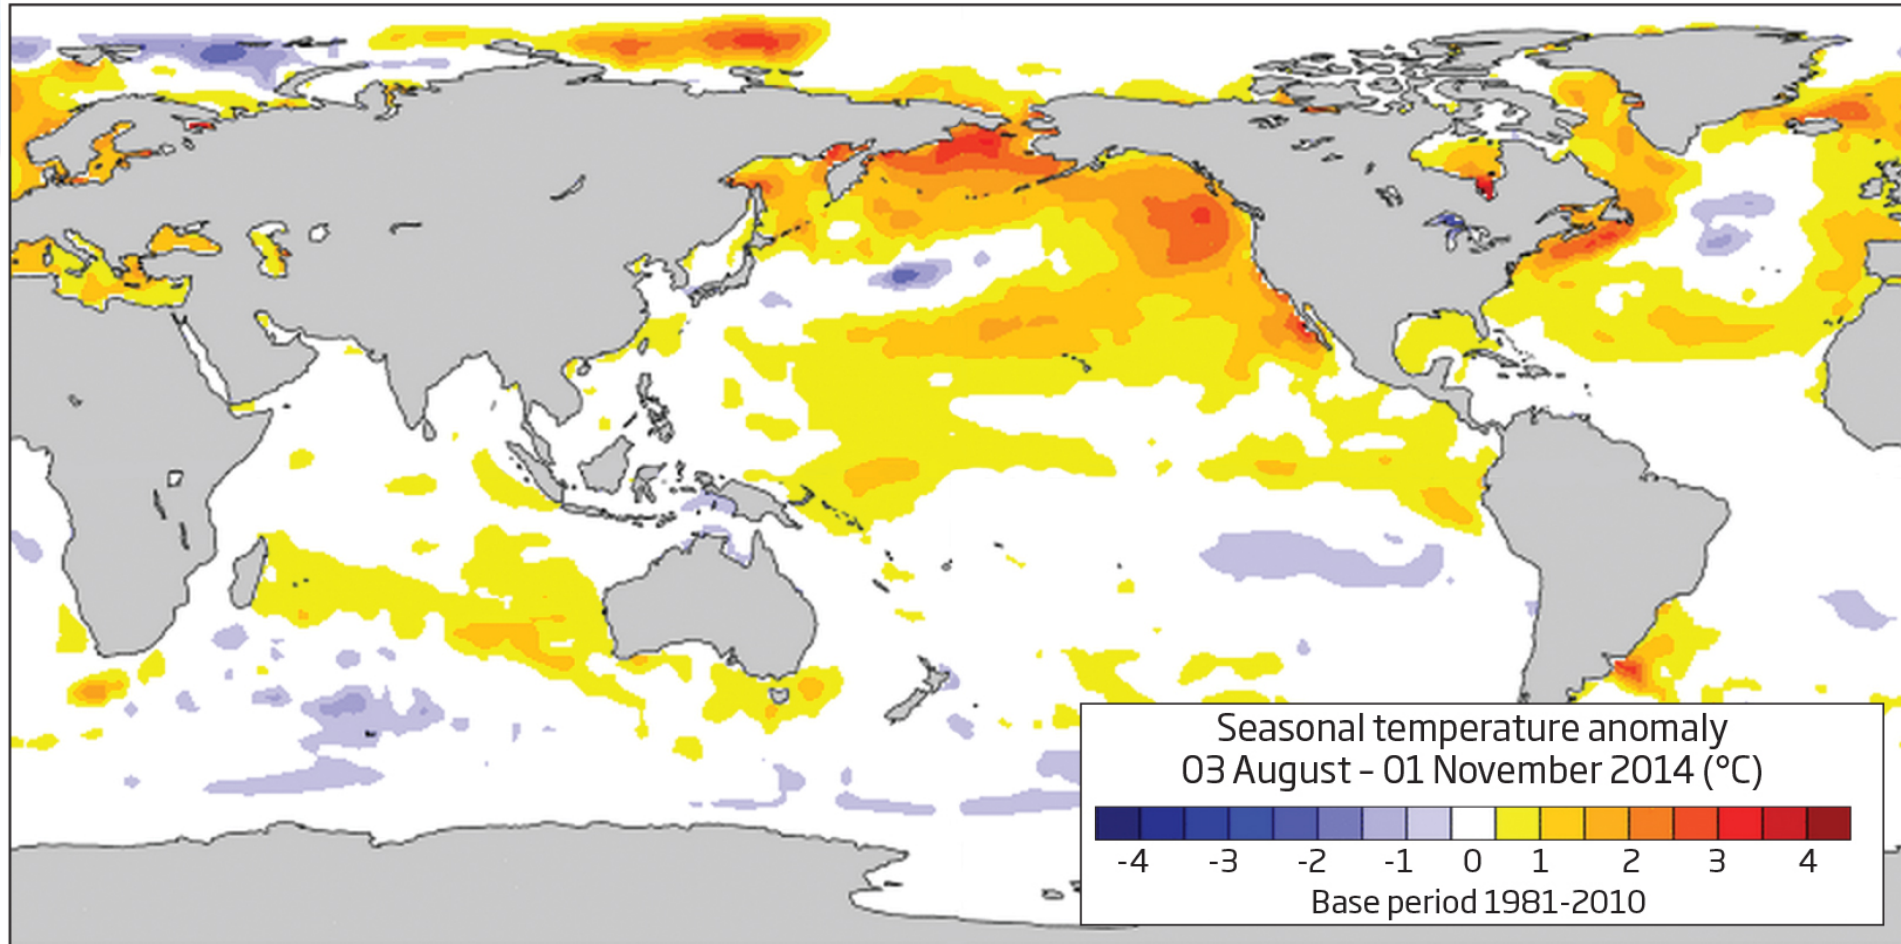 Seasonal temperature anomaly
03 August – 01 November 2014 (°C)
-4 -3 -2 -1 0 1 2 3 4
Base period 1981-2010